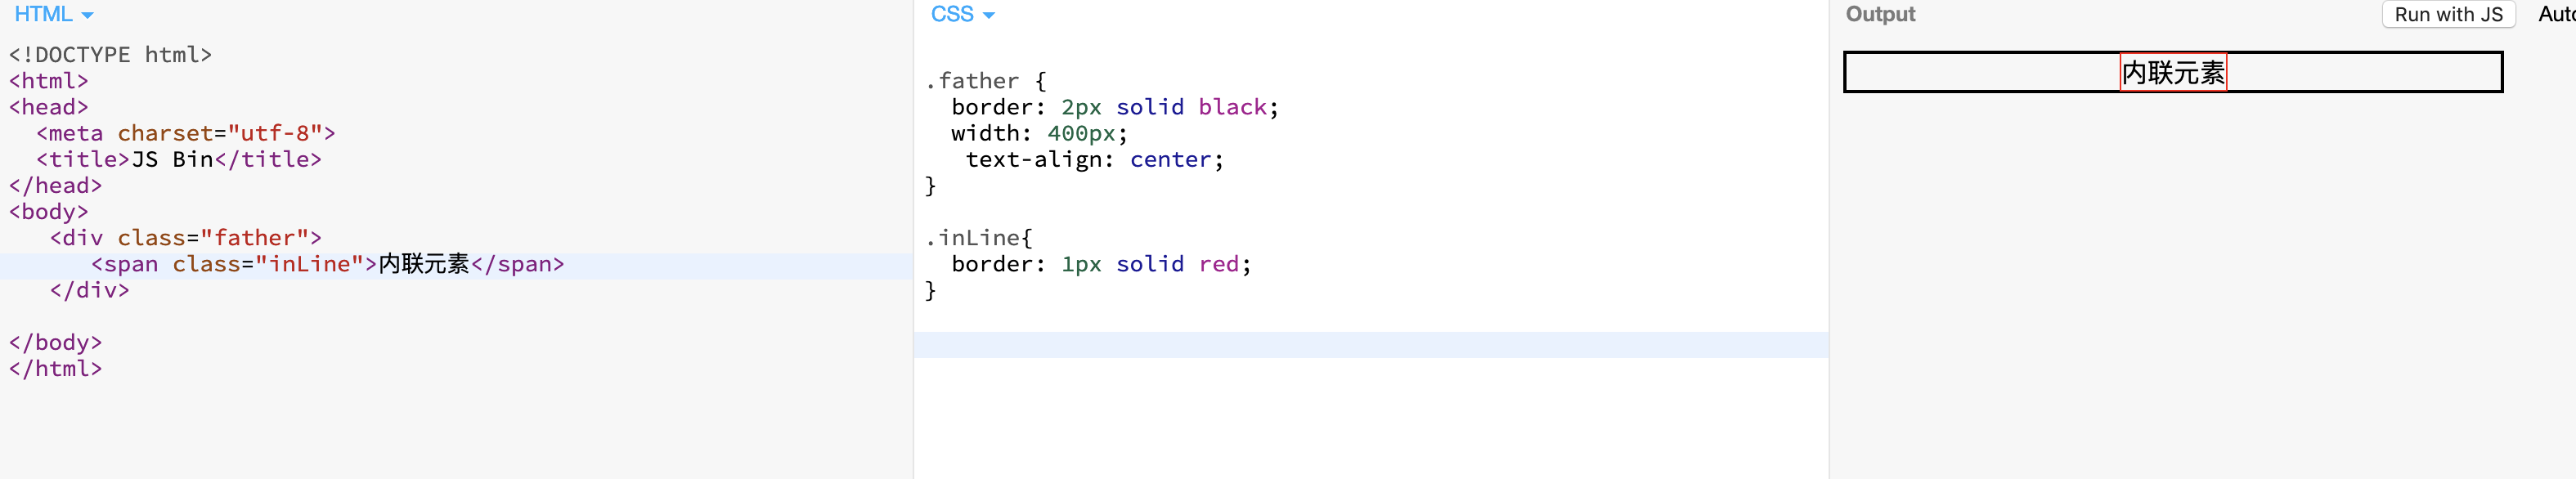 HTML
<!DOCTYPE html>
<html>
<head>
  <meta charset="utf-8">
  <title>JS Bin</title>
</head>
<body>
   <div class="father">
      <span class="inLine">内联元素</span>
   </div>
</body>
</html>
CSS
.father {
  border: 2px solid black;
  width: 400px;
   text-align: center;
}
.inLine{
  border: 1px solid red;
}
Output
Run with JS
Auto
内联元素